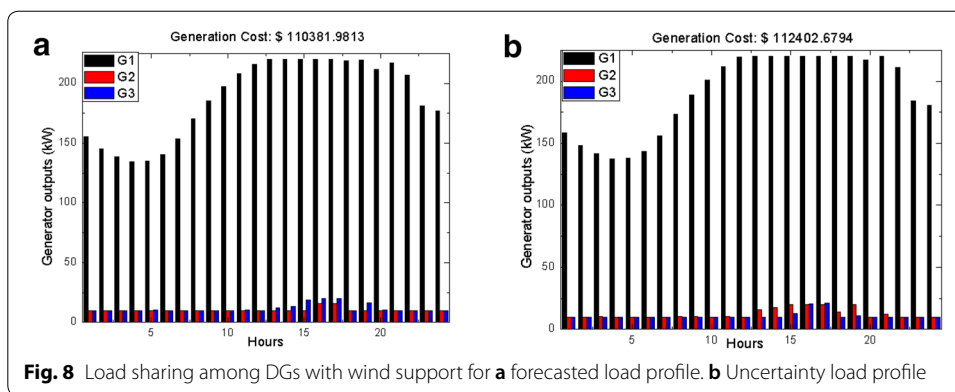 a
Generation Cost: $ 110381.9813
G1
G2
G3
200
150
100
50
0
Generator outputs (kW)
5
10
15
20
Hours
b
Generation Cost: $ 112402.6794
G1
G2
G3
200
150
100
50
0
Generator outputs (kW)
5
10
15
20
Hours
Fig. 8 Load sharing among DGs with wind support for a forecasted load profile. b Uncertainty load profile